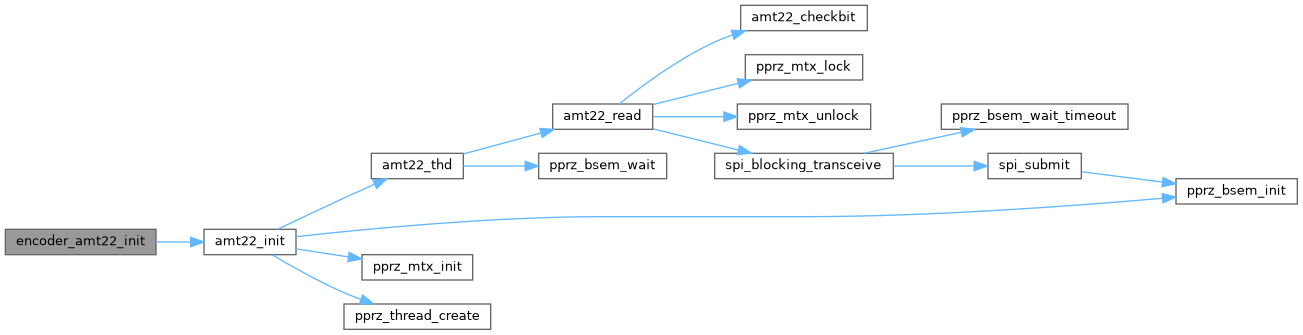 amt22_checkbit
pprz_mtx_lock
amt22_read
pprz_mtx_unlock
pprz_bsem_wait_timeout
amt22_thd
pprz_bsem_wait
spi_blocking_transceive
spi_submit
pprz_bsem_init
encoder_amt22_init
amt22_init
pprz_mtx_init
pprz_thread_create